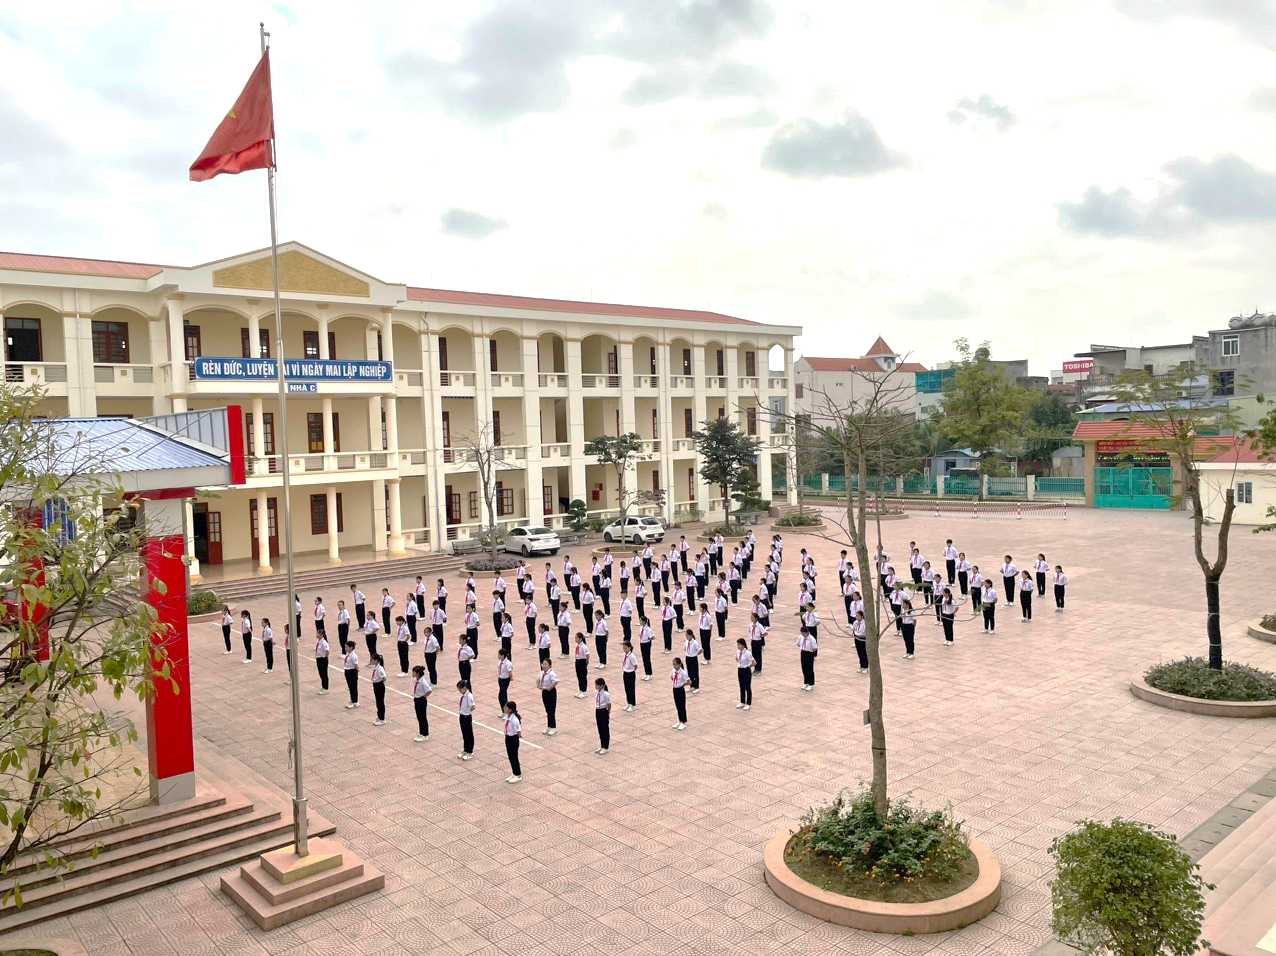 RÈN ĐỨC, LUYỆN TÀI VÌ NGÀY MAI LẬP NGHIỆP
NHÀ C
TOSHIBA